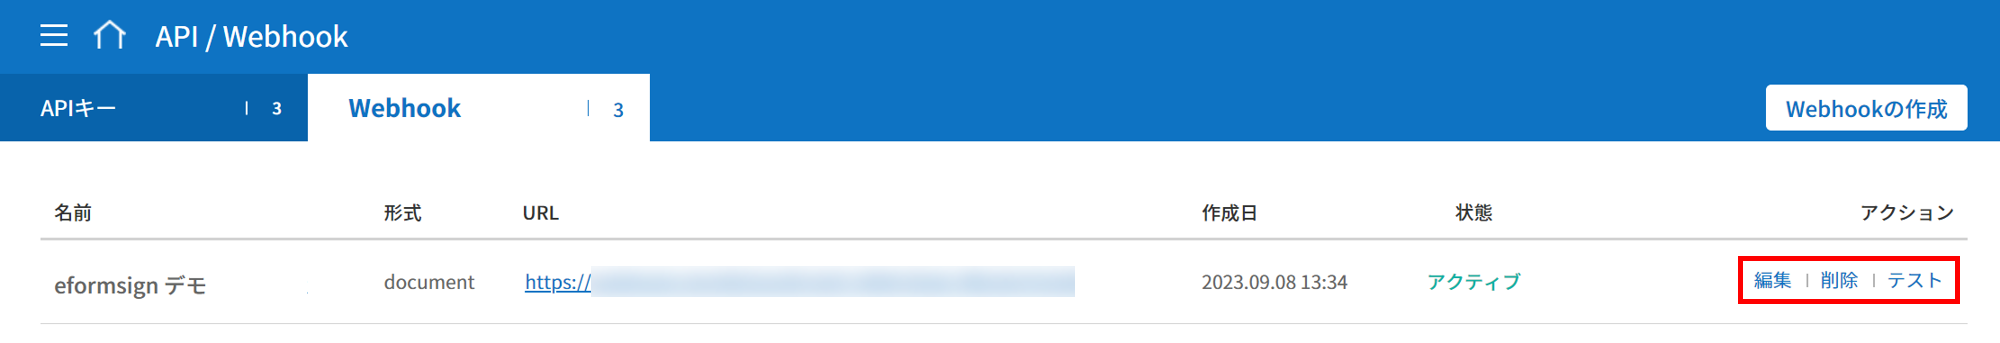 API / Webhook
APIキー | 3
Webhook | 3
Webhookの作成
名前 形式 URL 作成日 状態 アクション
eformsign デモ document https:// 2023.09.08 13:34 アクティブ 編集 | 削除 | テスト